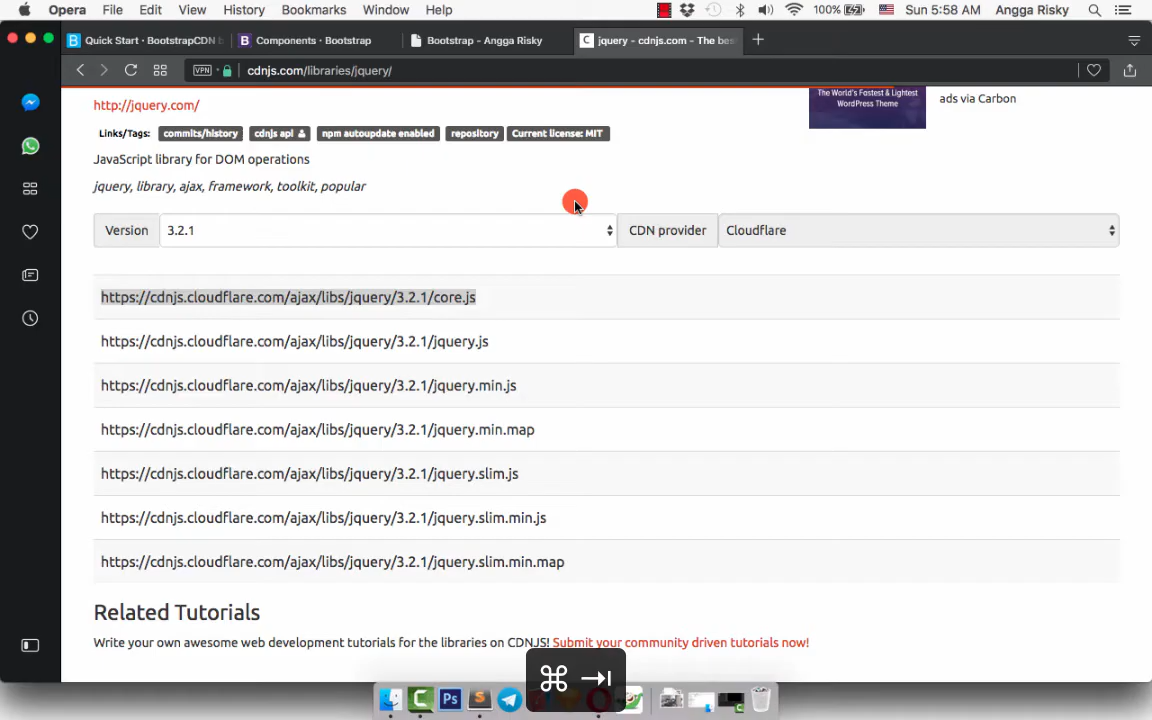 Opera File Edit View History Bookmarks Window Help 100% Sun 5:58 AM Angga Risky
Quick Start · BootstrapCDN b Components · Bootstrap Bootstrap - Angga Risky C jquery - cdnjs.com - The bes
VPN cdnjs.com/libraries/jquery/
http://jquery.com/
The World's Fastest & Lightest
WordPress Theme
ads via Carbon
Links/Tags: commits/history cdnjs api npm autoupdate enabled repository Current license: MIT
JavaScript library for DOM operations
jquery, library, ajax, framework, toolkit, popular
Version 3.2.1 CDN provider Cloudflare
https://cdnjs.cloudflare.com/ajax/libs/jquery/3.2.1/core.js
https://cdnjs.cloudflare.com/ajax/libs/jquery/3.2.1/jquery.js
https://cdnjs.cloudflare.com/ajax/libs/jquery/3.2.1/jquery.min.js
https://cdnjs.cloudflare.com/ajax/libs/jquery/3.2.1/jquery.min.map
https://cdnjs.cloudflare.com/ajax/libs/jquery/3.2.1/jquery.slim.js
https://cdnjs.cloudflare.com/ajax/libs/jquery/3.2.1/jquery.slim.min.js
https://cdnjs.cloudflare.com/ajax/libs/jquery/3.2.1/jquery.slim.min.map
Related Tutorials
Write your own awesome web development tutorials for the libraries on CDNJS! Submit your community driven tutorials now!
⌘ ⇥
Ps